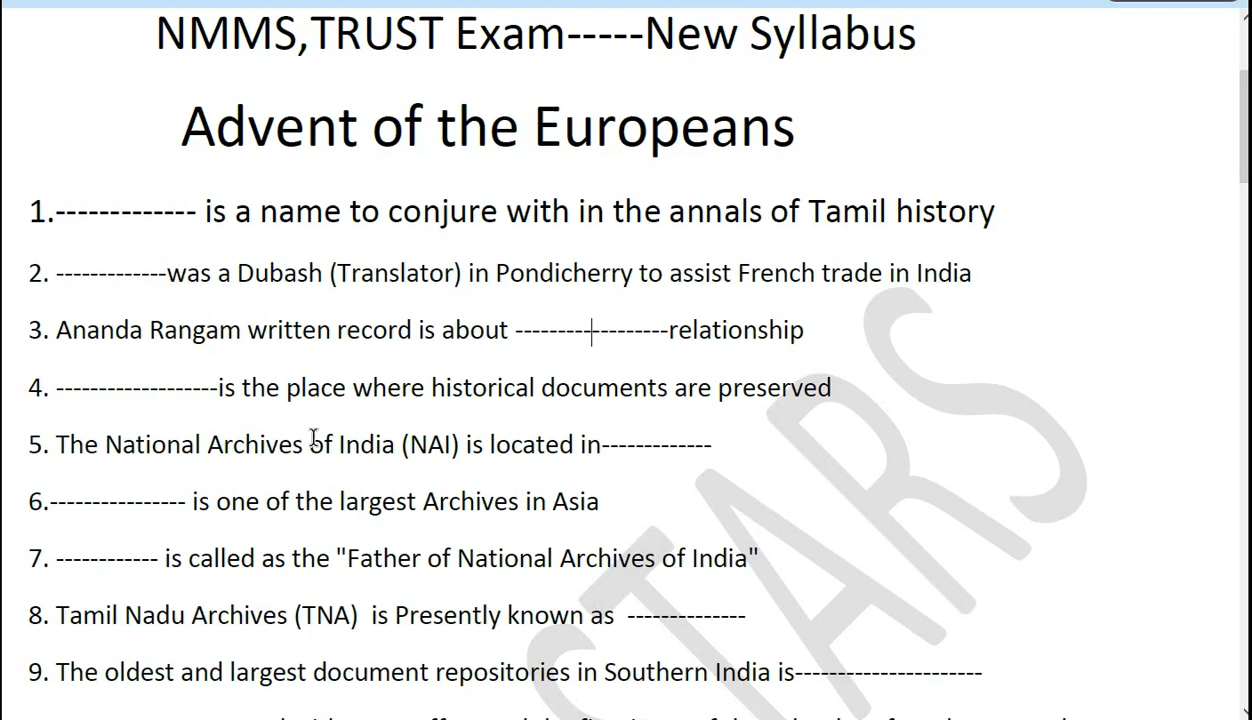 NMMS,TRUST Exam-----New Syllabus
Advent of the Europeans
1.------------- is a name to conjure with in the annals of Tamil history
2. -------------was a Dubash (Translator) in Pondicherry to assist French trade in India
3. Ananda Rangam written record is about ------------------relationship
4. -------------------is the place where historical documents are preserved
5. The National Archives of India (NAI) is located in-------------
6.---------------- is one of the largest Archives in Asia
7. ------------ is called as the "Father of National Archives of India"
8. Tamil Nadu Archives (TNA)  is Presently known as  --------------
9. The oldest and largest document repositories in Southern India is----------------------
STARS